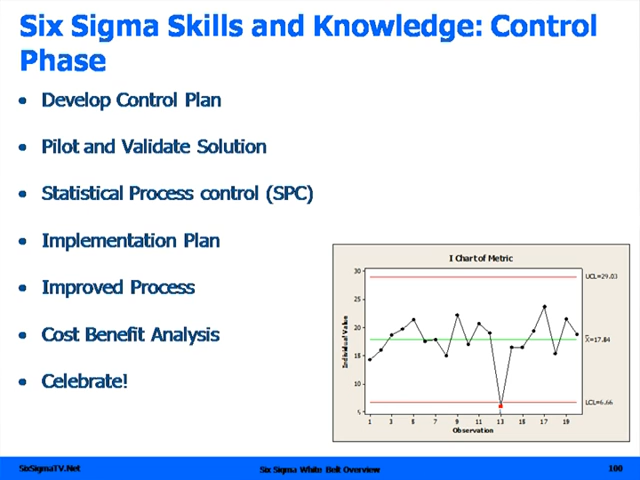 Six Sigma Skills and Knowledge: Control
Phase
• Develop Control Plan
• Pilot and Validate Solution
• Statistical Process control (SPC)
• Implementation Plan
• Improved Process
• Cost Benefit Analysis
• Celebrate!
I Chart of Metric
30
25
20
15
10
5
Individual Value
UCL=29.03
X̄=17.84
LCL=6.66
1 3 5 7 9 11 13 15 17 19
Observation
SixSigmaTV.Net
Six Sigma White Belt Overview
100